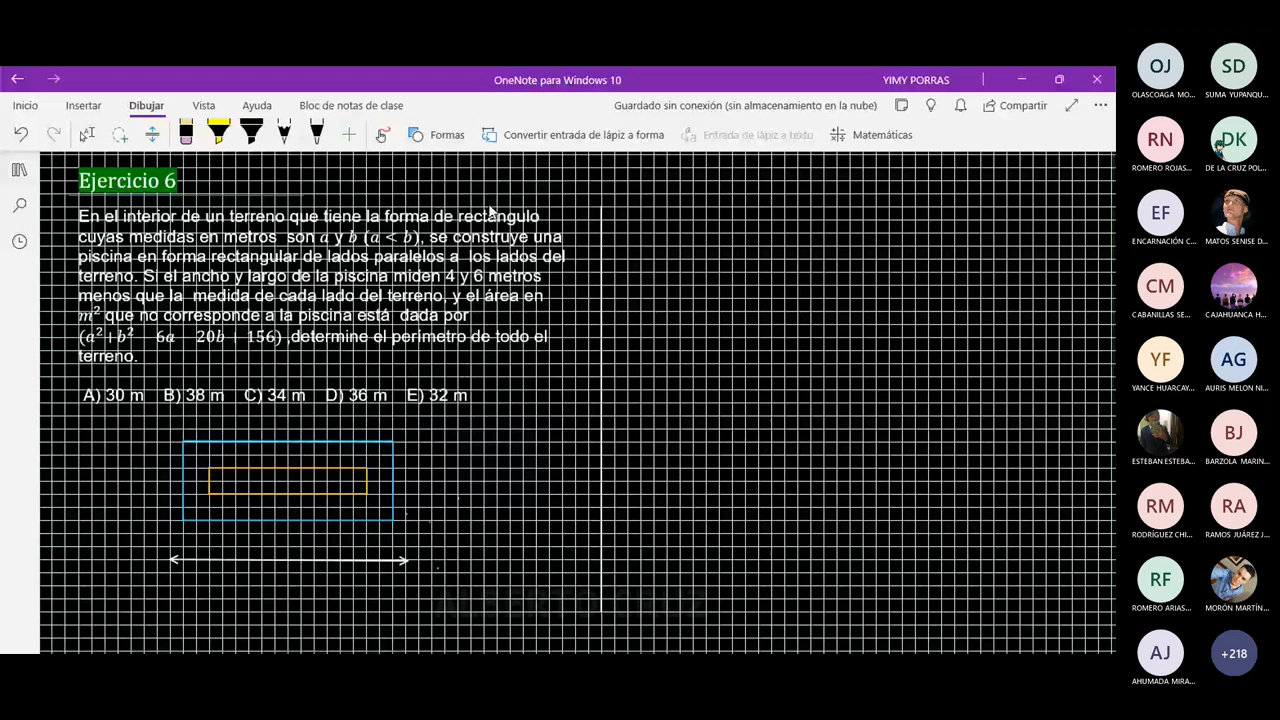 OneNote para Windows 10
YIMY PORRAS
Inicio
Insertar
Dibujar
Vista
Ayuda
Bloc de notas de clase
Guardado sin conexión (sin almacenamiento en la nube)
Compartir
Formas
Convertir entrada de lápiz a forma
Entrada de lápiz a texto
Matemáticas
Ejercicio 6
En el interior de un terreno que tiene la forma de rectángulo
cuyas medidas en metros son a y b (a < b), se construye una
piscina en forma rectangular de lados paralelos a los lados del
terreno. Si el ancho y largo de la piscina miden 4 y 6 metros
menos que la medida de cada lado del terreno, y el área en
m² que no corresponde a la piscina está dada por
(a² + b² − 6a − 20b + 156) ,determine el perímetro de todo el
terreno.
A) 30 m B) 38 m C) 34 m D) 36 m E) 32 m
ALBERTO CRUZ
OJ
SD
OLASCOAGA MO...
SUMA YUPANQU...
RN
DK
ROMERO ROJAS...
DE LA CRUZ POL...
EF
ENCARNACIÓN C...
MATOS SENISE D...
CM
CABANILLAS SE...
CAJAHUANCA H...
YF
AG
YANCE HUARCAY...
AURIS MELON NI...
BJ
ESTEBAN ESTEBA...
BARZOLA MARIN...
RM
RA
RODRÍGUEZ CHI...
RAMOS JUÁREZ J...
RF
ROMERO ARIAS...
MORÓN MARTÍN...
AJ
+218
AHUMADA MIRA...